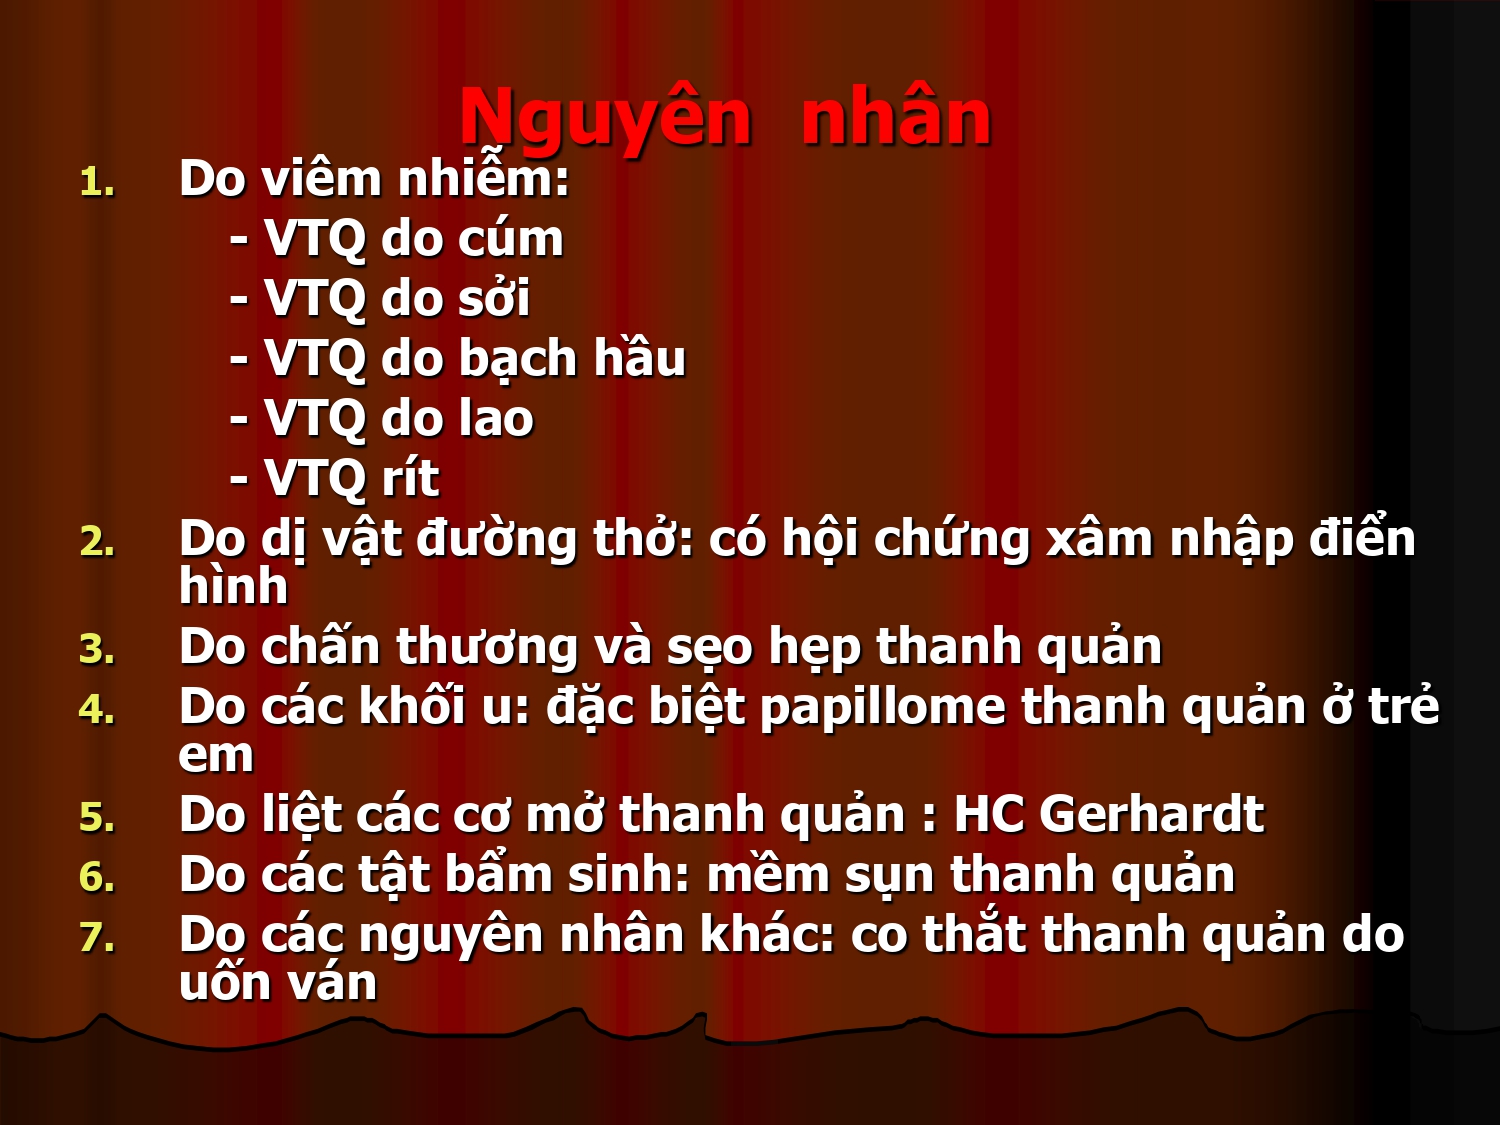 Nguyên nhân
1. Do viêm nhiễm:
- VTQ do cúm
- VTQ do sởi
- VTQ do bạch hầu
- VTQ do lao
- VTQ rít
2. Do dị vật đường thở: có hội chứng xâm nhập điển
hình
3. Do chấn thương và sẹo hẹp thanh quản
4. Do các khối u: đặc biệt papillome thanh quản ở trẻ
em
5. Do liệt các cơ mở thanh quản : HC Gerhardt
6. Do các tật bẩm sinh: mềm sụn thanh quản
7. Do các nguyên nhân khác: co thắt thanh quản do
uốn ván